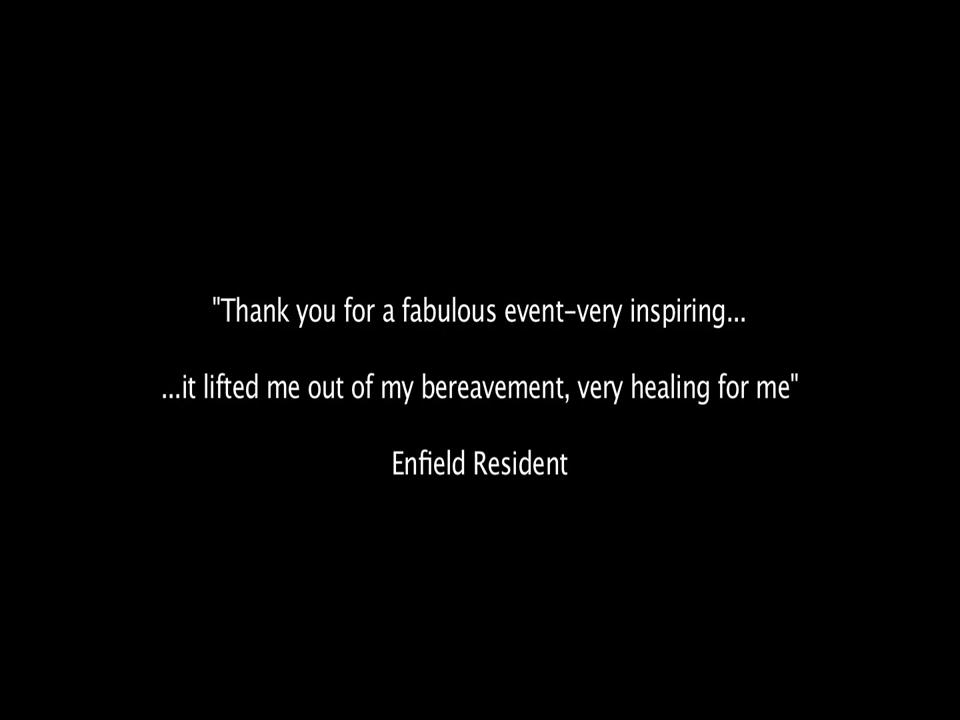 "Thank you for a fabulous event–very inspiring...
...it lifted me out of my bereavement, very healing for me"
Enfield Resident